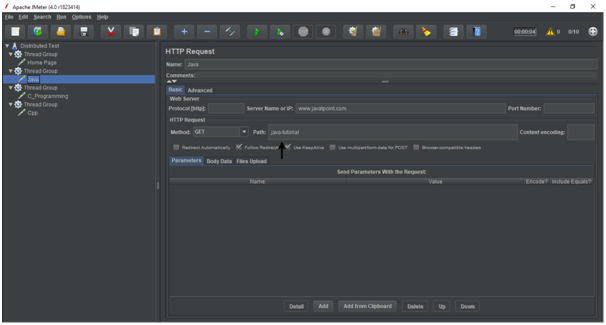 Apache JMeter (4.0 r1823414)
File Edit Search Run Options Help
00:00:04 0 0/10
Distributed Test
Thread Group
Home Page
Thread Group
Java
Thread Group
C_Programming
Thread Group
Cpp
HTTP Request
Name: Java
Comments:
Basic Advanced
Web Server
Protocol [http]: Server Name or IP: www.javatpoint.com Port Number:
HTTP Request
Method: GET Path: java-tutorial Content encoding:
Redirect Automatically Follow Redirects Use KeepAlive Use multipart/form-data for POST Browser-compatible headers
Parameters Body Data Files Upload
Send Parameters With the Request:
Name Value Encode? Include Equals?
Detail Add Add from Clipboard Delete Up Down